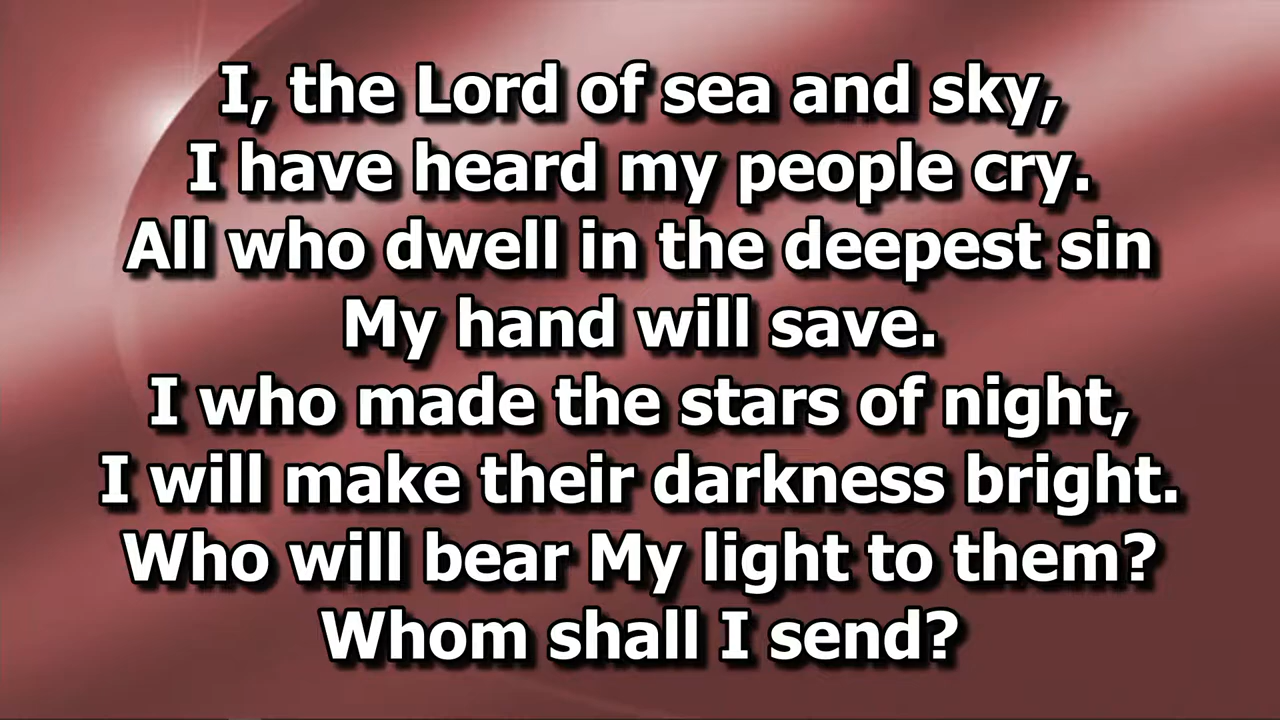 I, the Lord of sea and sky,
I have heard my people cry.
All who dwell in the deepest sin
My hand will save.
I who made the stars of night,
I will make their darkness bright.
Who will bear My light to them?
Whom shall I send?